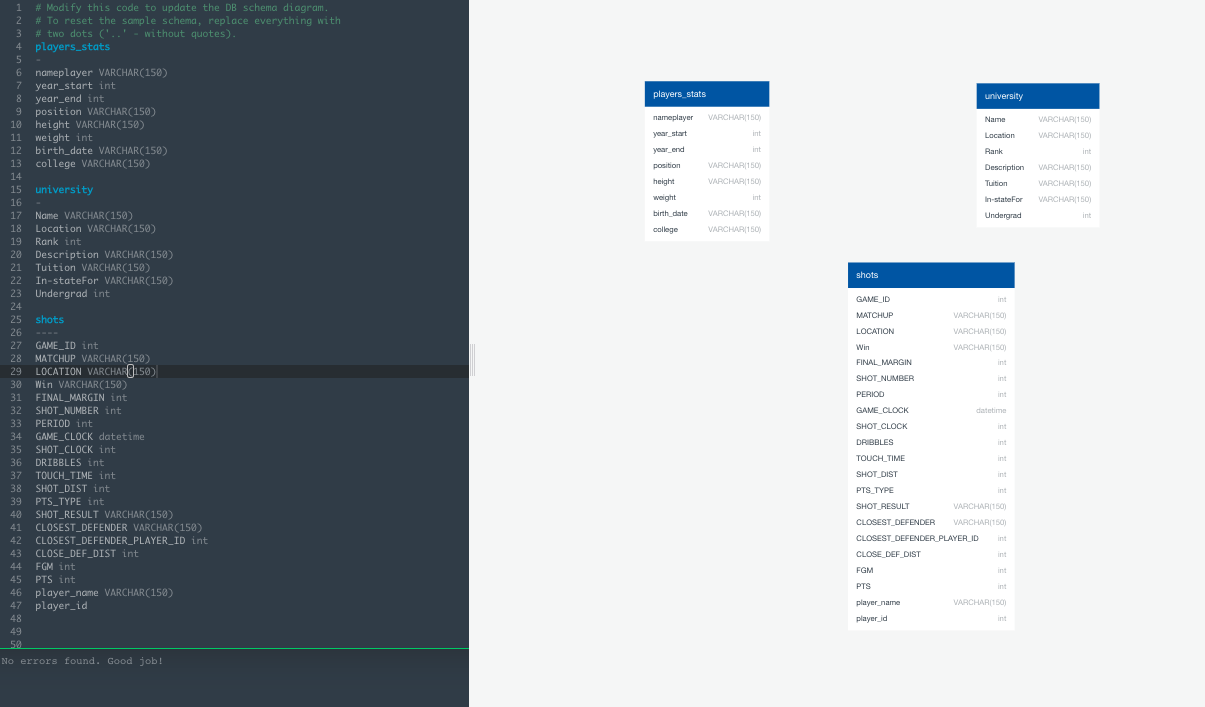 1 # Modify this code to update the DB schema diagram.
2 # To reset the sample schema, replace everything with
3 # two dots ('..' - without quotes).
4 players_stats
5 -
6 nameplayer VARCHAR(150)
7 year_start int
8 year_end int
9 position VARCHAR(150)
10 height VARCHAR(150)
11 weight int
12 birth_date VARCHAR(150)
13 college VARCHAR(150)
14
15 university
16 -
17 Name VARCHAR(150)
18 Location VARCHAR(150)
19 Rank int
20 Description VARCHAR(150)
21 Tuition VARCHAR(150)
22 In-stateFor VARCHAR(150)
23 Undergrad int
24
25 shots
26 ----
27 GAME_ID int
28 MATCHUP VARCHAR(150)
29 LOCATION VARCHAR(150)
30 Win VARCHAR(150)
31 FINAL_MARGIN int
32 SHOT_NUMBER int
33 PERIOD int
34 GAME_CLOCK datetime
35 SHOT_CLOCK int
36 DRIBBLES int
37 TOUCH_TIME int
38 SHOT_DIST int
39 PTS_TYPE int
40 SHOT_RESULT VARCHAR(150)
41 CLOSEST_DEFENDER VARCHAR(150)
42 CLOSEST_DEFENDER_PLAYER_ID int
43 CLOSE_DEF_DIST int
44 FGM int
45 PTS int
46 player_name VARCHAR(150)
47 player_id
48
49
50
No errors found. Good job!
players_stats
nameplayer VARCHAR(150)
year_start int
year_end int
position VARCHAR(150)
height VARCHAR(150)
weight int
birth_date VARCHAR(150)
college VARCHAR(150)
university
Name VARCHAR(150)
Location VARCHAR(150)
Rank int
Description VARCHAR(150)
Tuition VARCHAR(150)
In-stateFor VARCHAR(150)
Undergrad int
shots
GAME_ID int
MATCHUP VARCHAR(150)
LOCATION VARCHAR(150)
Win VARCHAR(150)
FINAL_MARGIN int
SHOT_NUMBER int
PERIOD int
GAME_CLOCK datetime
SHOT_CLOCK int
DRIBBLES int
TOUCH_TIME int
SHOT_DIST int
PTS_TYPE int
SHOT_RESULT VARCHAR(150)
CLOSEST_DEFENDER VARCHAR(150)
CLOSEST_DEFENDER_PLAYER_ID int
CLOSE_DEF_DIST int
FGM int
PTS int
player_name VARCHAR(150)
player_id int